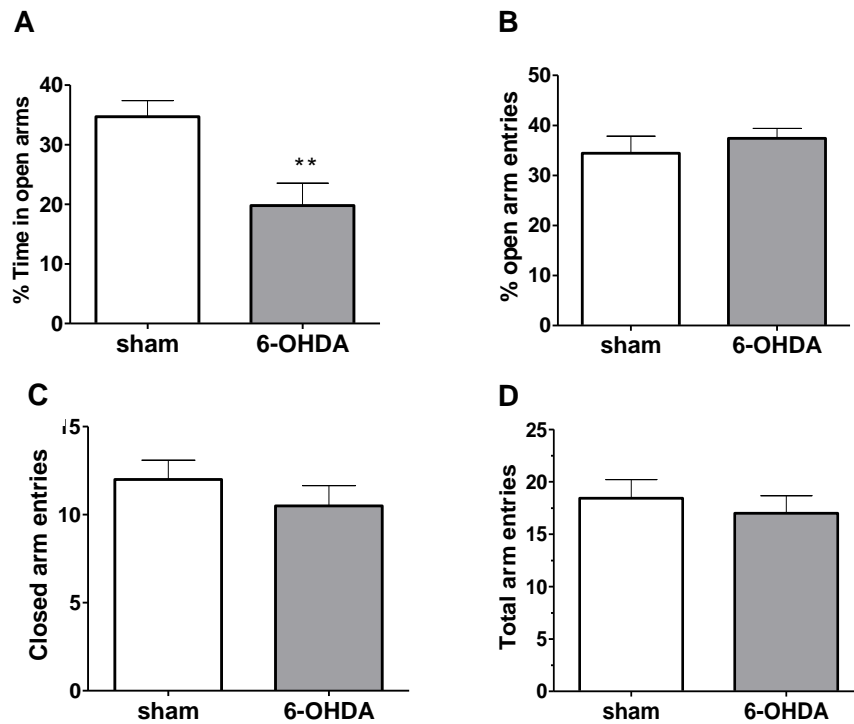 A
% Time in open arms
40
30
20
10
0
**
sham 6-OHDA
B
% open arm entries
50
40
30
20
10
0
sham 6-OHDA
C
Closed arm entries
15
10
5
0
sham 6-OHDA
D
Total arm entries
25
20
15
10
5
0
sham 6-OHDA